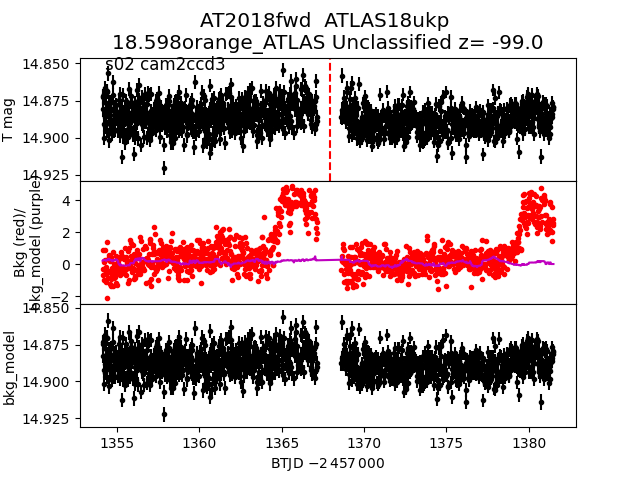 AT2018fwd ATLAS18ukp
18.598orange_ATLAS Unclassified z= -99.0
s02 cam2ccd3
14.850
14.875
14.900
14.925
T mag
4
2
0
−2
Bkg (red)/
bkg_model (purple)
14.850
14.875
14.900
14.925
bkg_model
1355 1360 1365 1370 1375 1380
BTJD −2 457 000